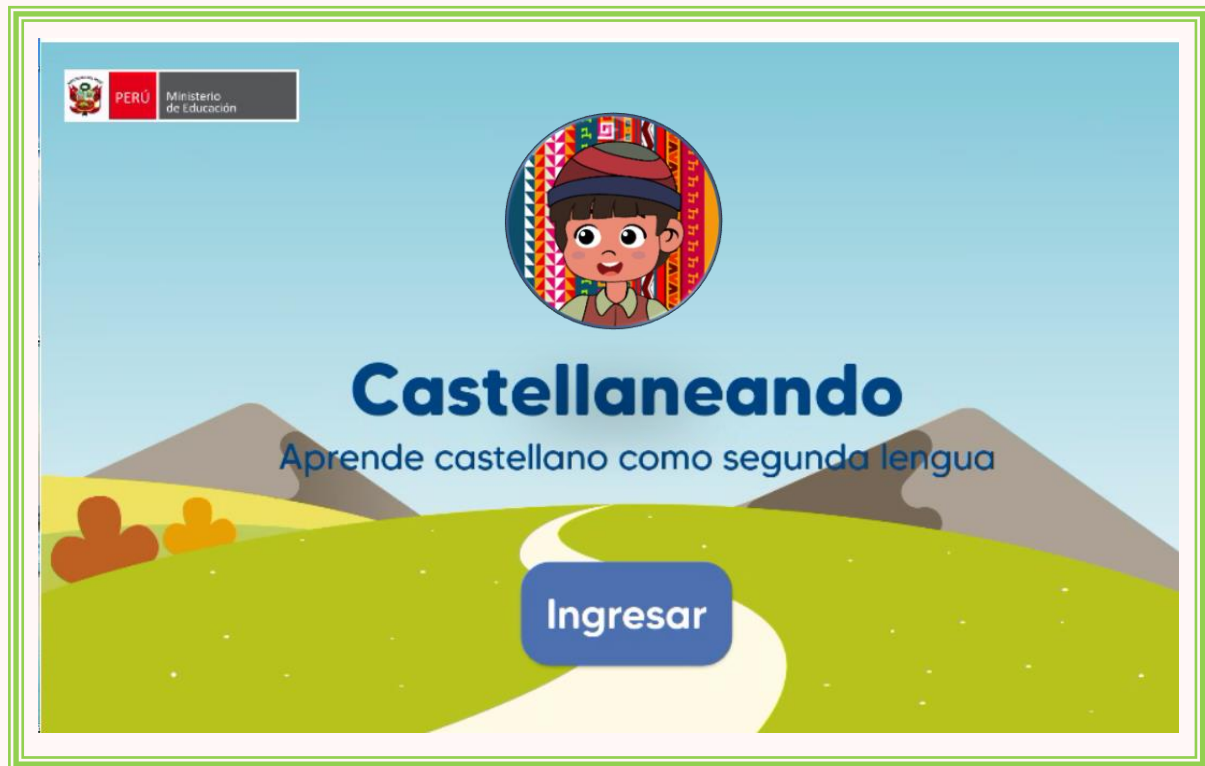 PERÚ
Ministerio
de Educación
Castellaneando
Aprende castellano como segunda lengua
Ingresar